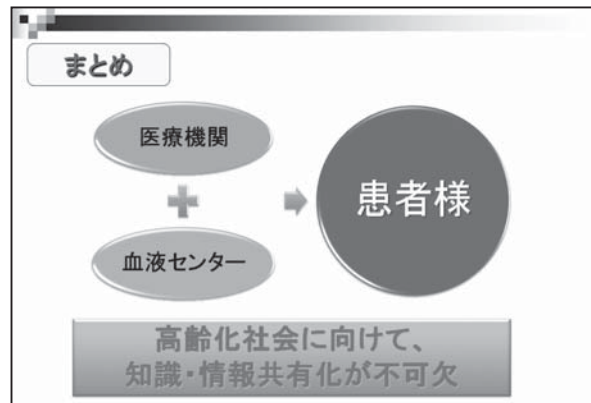 まとめ
医療機関
血液センター
患者様
高齢化社会に向けて、
知識・情報共有化が不可欠